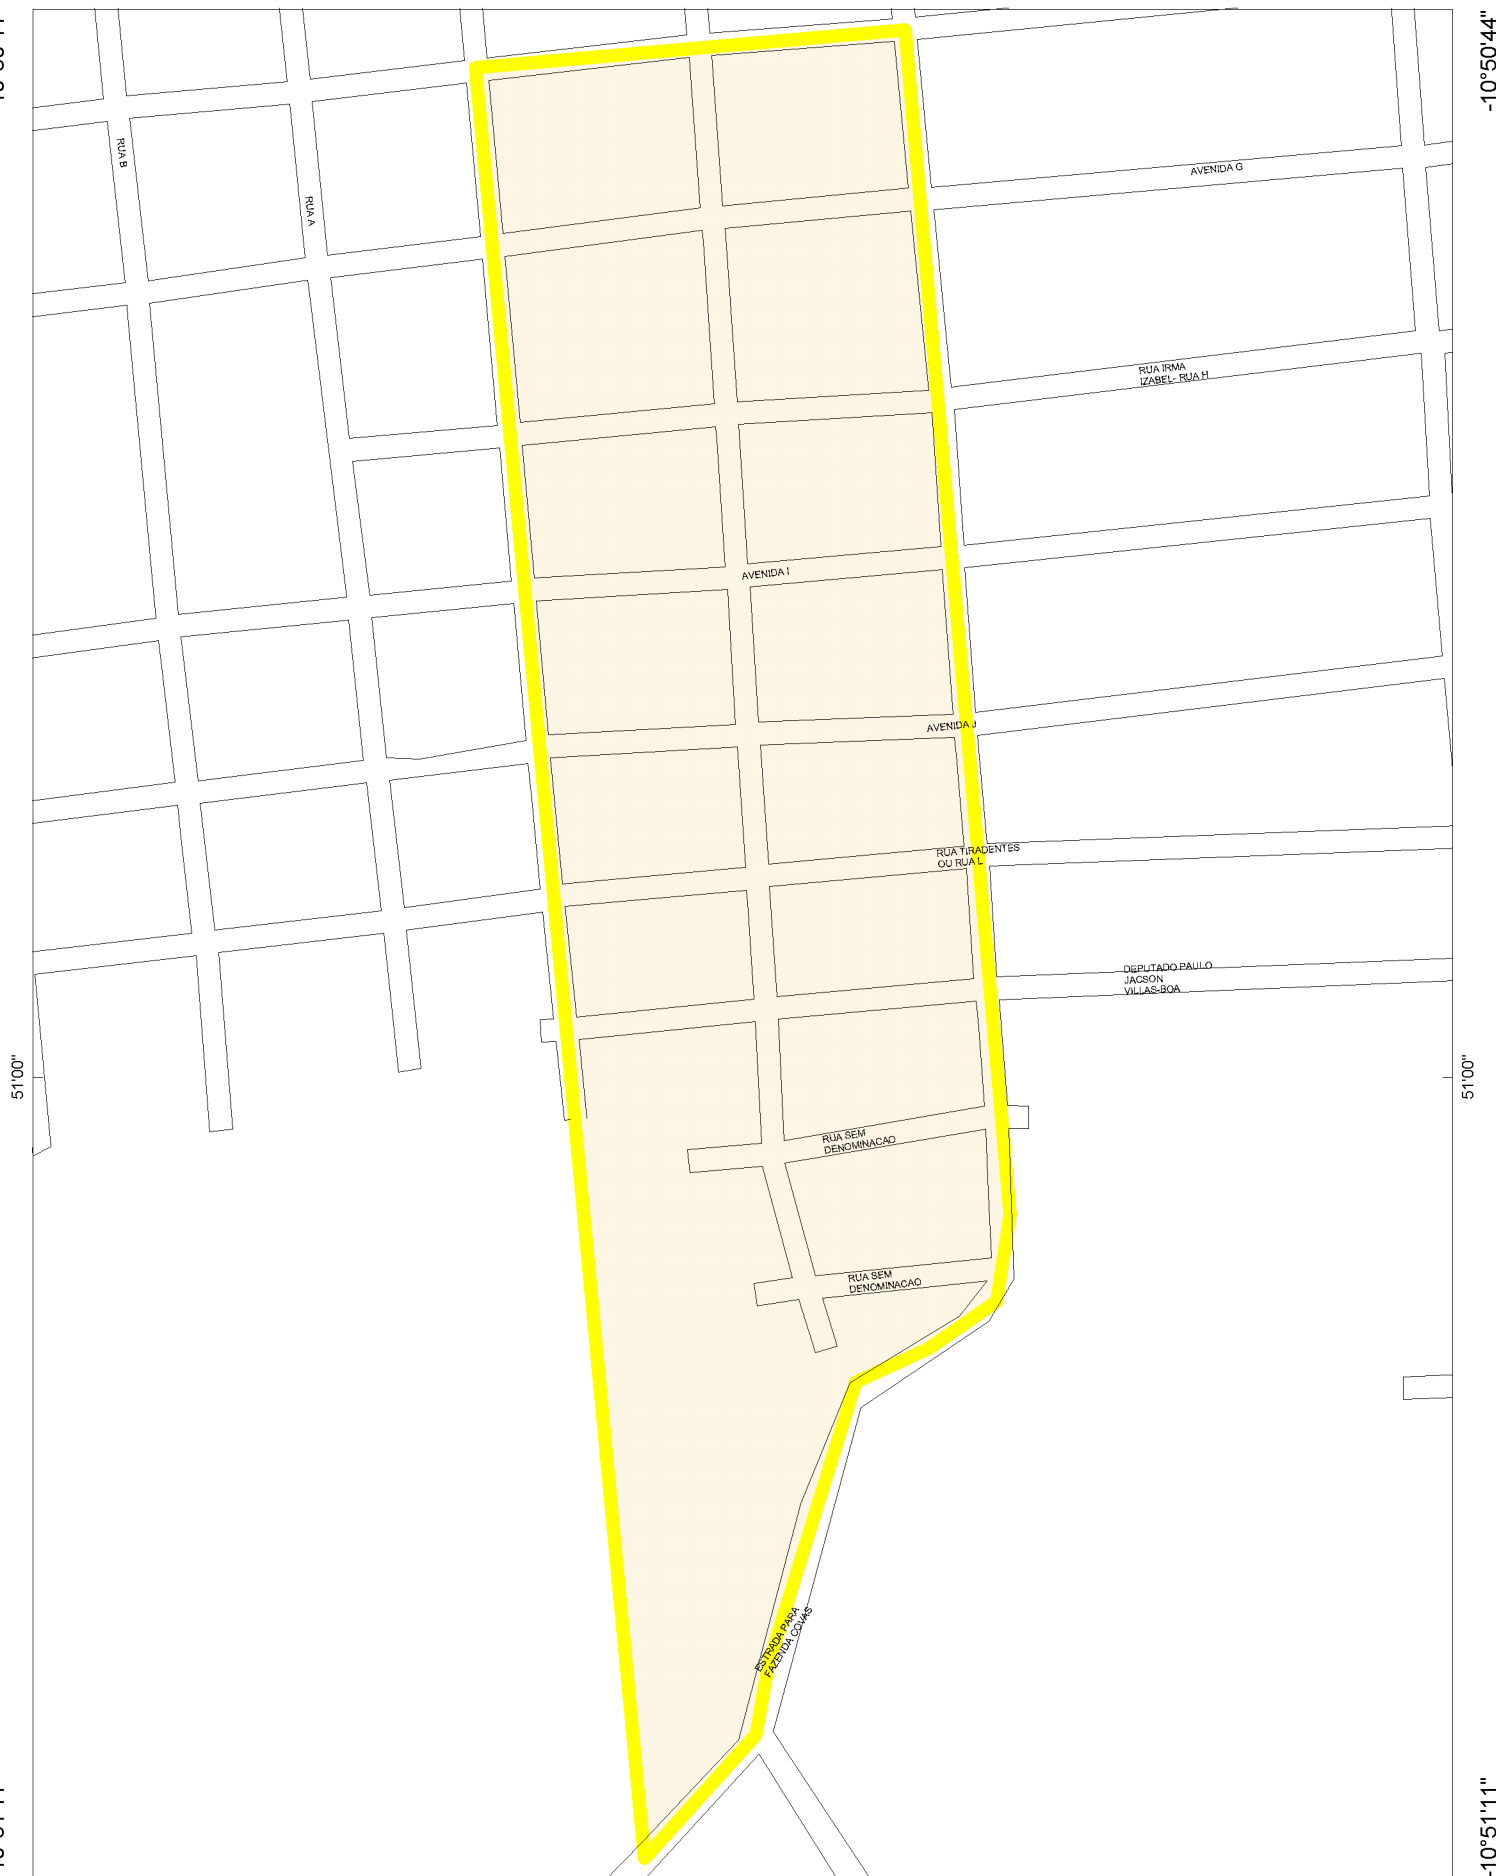 -10°50'44"
RUA B
AVENIDA G
RUA A
RUA IRMA
IZABEL- RUA H
AVENIDA I
AVENIDA J
RUA TIRADENTES
OU RUA L
DEPUTADO PAULO
JACSON
VILLAS-BOA
51'00"
51'00"
RUA SEM
DENOMINACAO
RUA SEM
DENOMINACAO
ESTRADA PARA
FAZENDA COVAS
-10°51'11"